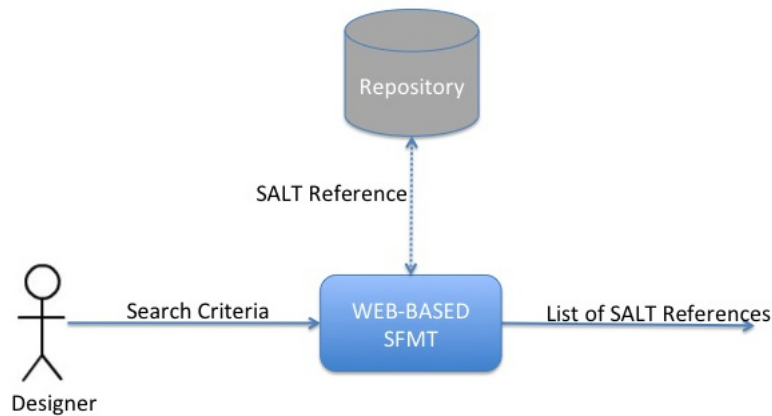 Repository
SALT Reference
Search Criteria
WEB-BASED
SFMT
List of SALT References
Designer